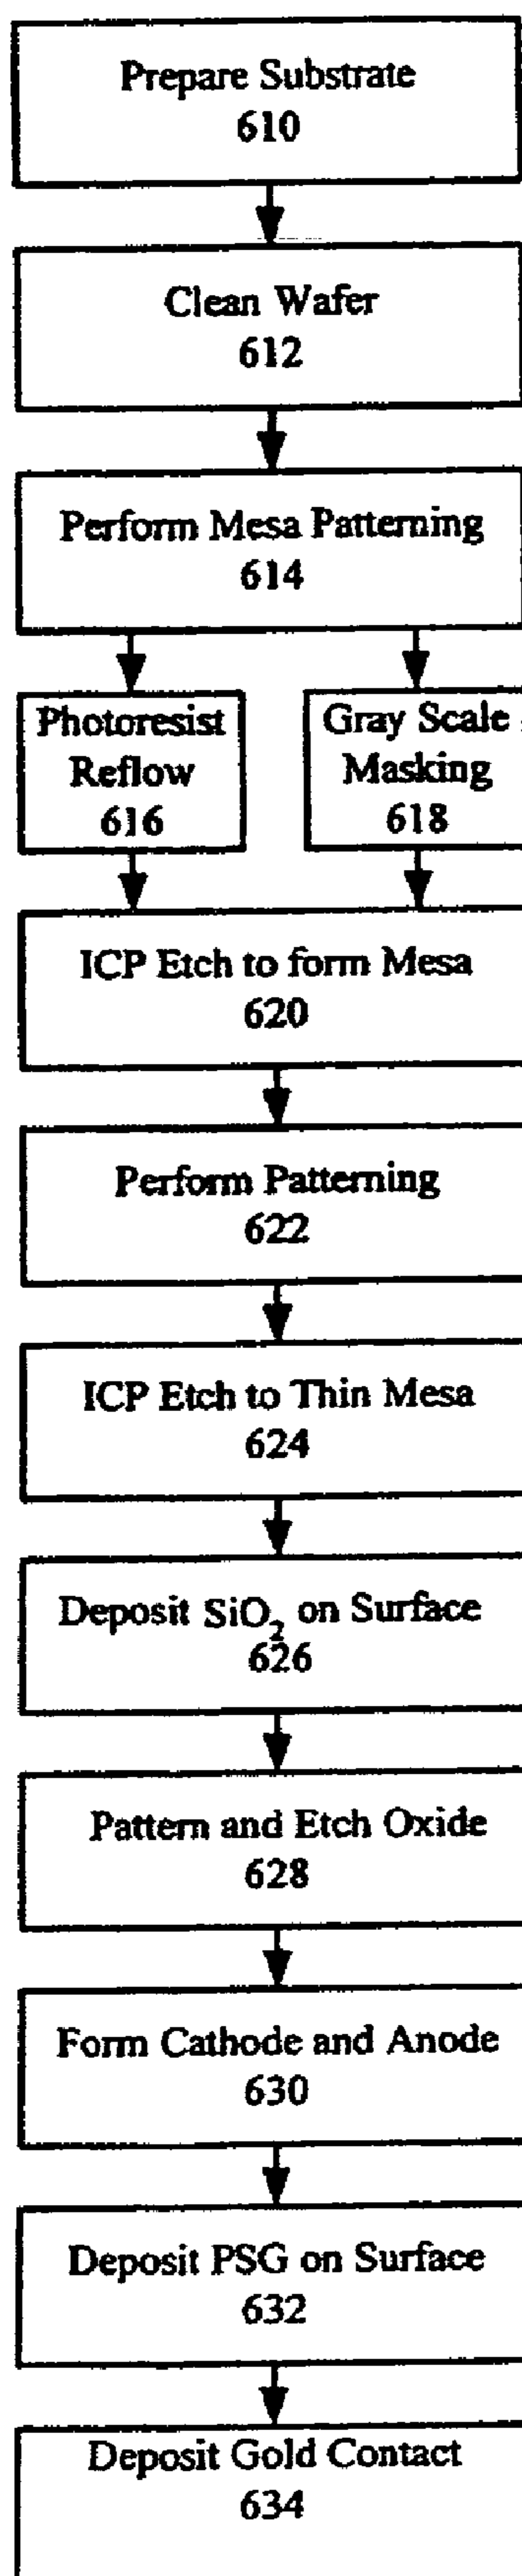 Prepare Substrate
610
Clean Wafer
612
Perform Mesa Patterning
614
Photoresist
Reflow
616
Gray Scale
Masking
618
ICP Etch to form Mesa
620
Perform Patterning
622
ICP Etch to Thin Mesa
624
Deposit SiO₂ on Surface
626
Pattern and Etch Oxide
628
Form Cathode and Anode
630
Deposit PSG on Surface
632
Deposit Gold Contact
634